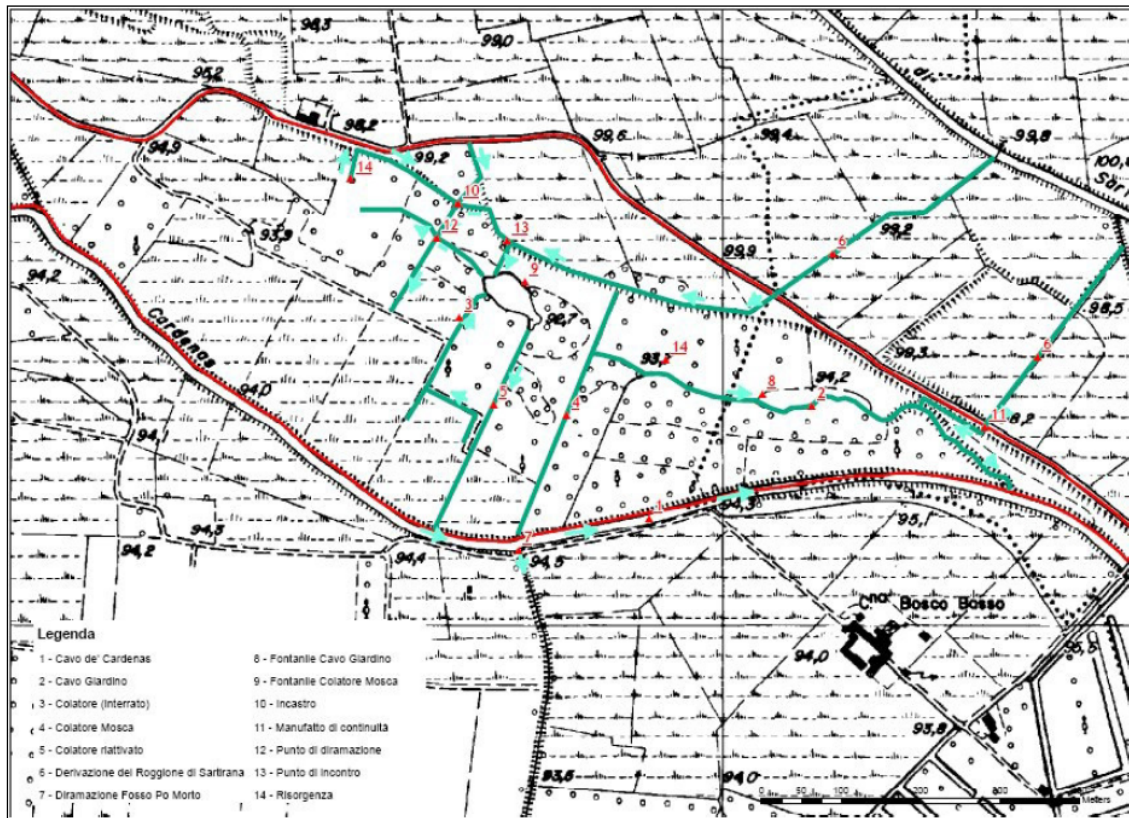 98,3
99,0
95,2
di
98,2
99,6
99,4
99,8
94,9
99,2
100,0
14
10
93,9
12
13
6
99,2
99,9
9
94,2
3
92,7
98,5
Cardenas
94,0
93,1
14
99,3
6
8
94,2
2
5
4
11
94,1
1
94,3
95,1
94,3
94,2
94,4
7
94,5
Cna Bosco Bosso
95,5
94,0
93,8
93,6
94,0
Legenda
1 - Cavo de' Cardenas
2 - Cavo Giardino
3 - Colatore (Interrato)
4 - Colatore Mosca
5 - Colatore riattivato
6 - Derivazione del Roggione di Sartirana
7 - Diramazione Fosso Po Morto
8 - Fontanile Cavo Giardino
9 - Fontanile Colatore Mosca
10 - Incastro
11 - Manufatto di continuità
12 - Punto di diramazione
13 - Punto di incontro
14 - Risorgenza
0 50 100 200 300
Meters